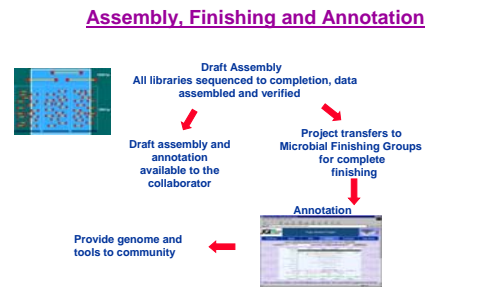 Assembly, Finishing and Annotation
Draft Assembly
All libraries sequenced to completion, data
assembled and verified
Draft assembly and
annotation
available to the
collaborator
Project transfers to
Microbial Finishing Groups
for complete
finishing
Annotation
Provide genome and
tools to community